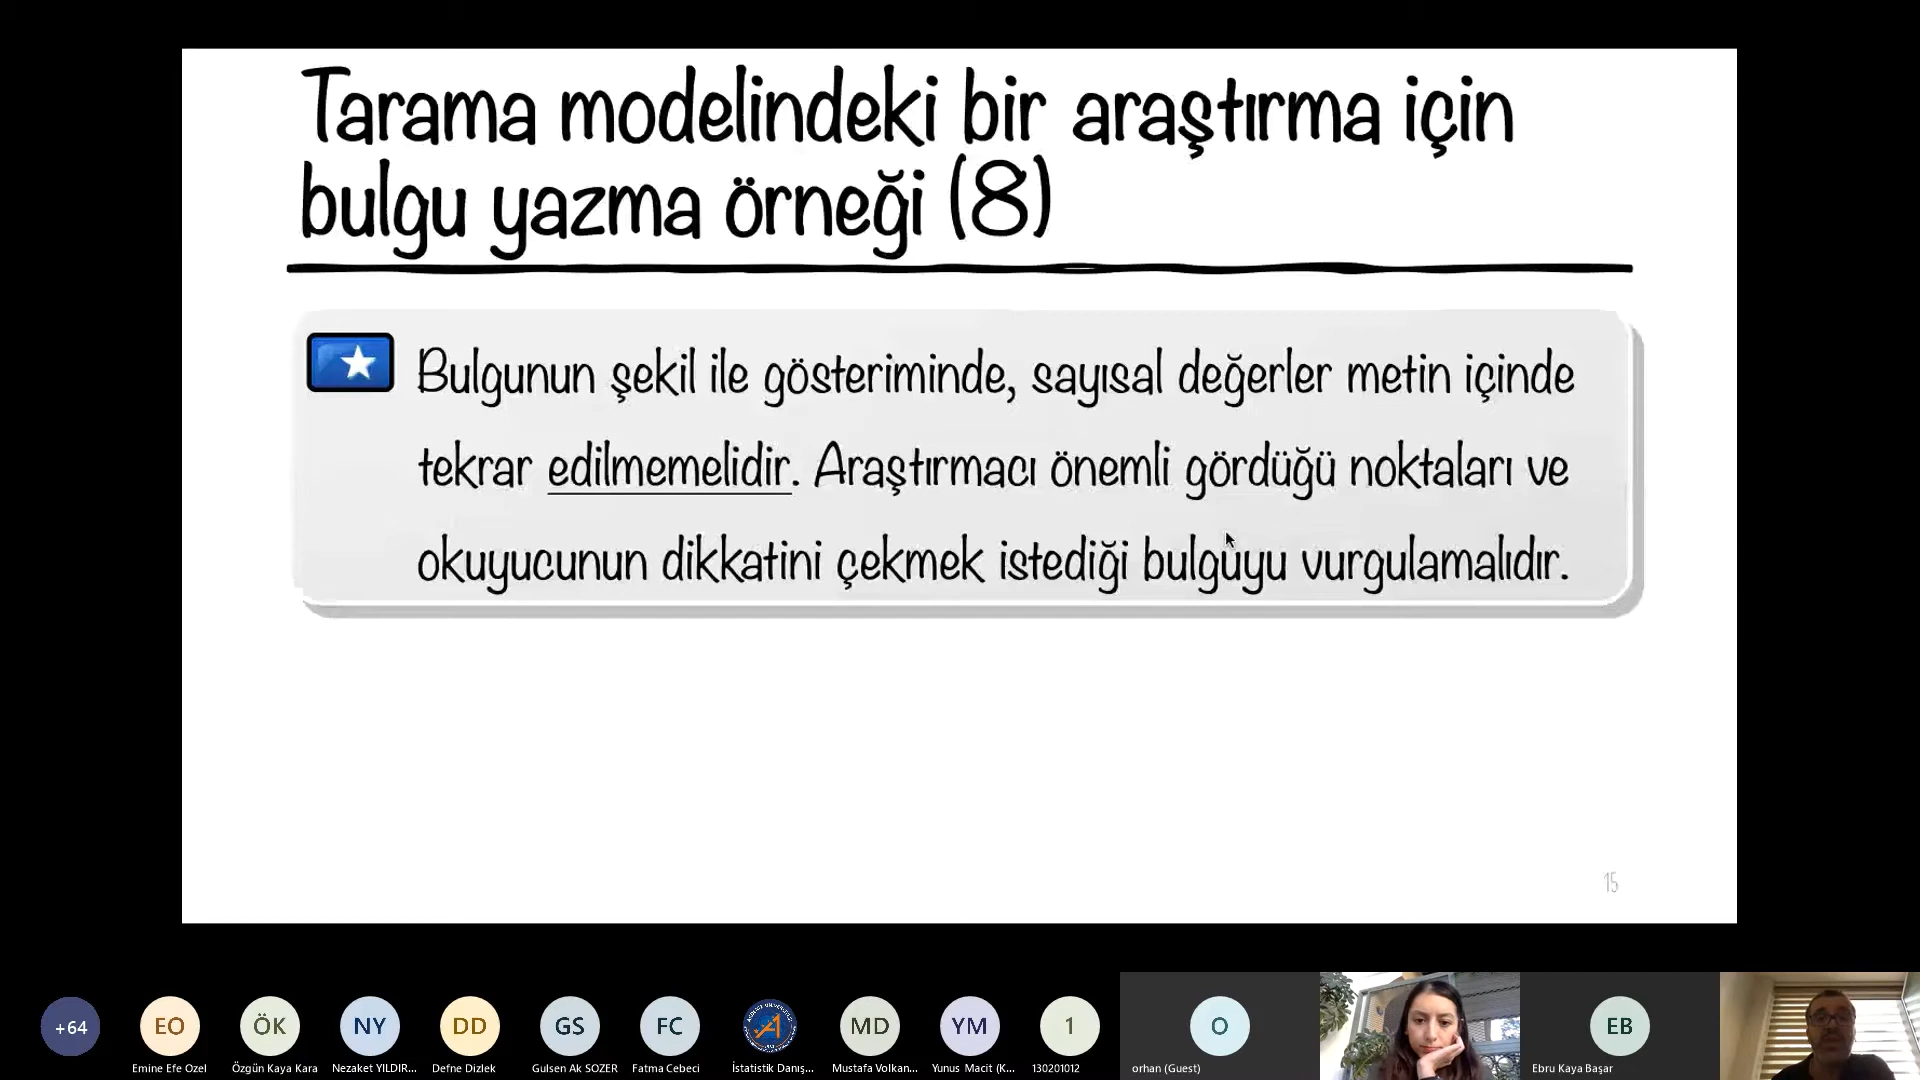 Tarama modelindeki bir araştırma için
bulgu yazma örneği (8)
Bulgunun şekil ile gösteriminde, sayısal değerler metin içinde
tekrar edilmemelidir. Araştırmacı önemli gördüğü noktaları ve
okuyucunun dikkatini çekmek istediği bulguyu vurgulamalıdır.
15
+64
EO
ÖK
NY
DD
GS
FC
MD
YM
1
O
EB
Emine Efe Ozel
Özgün Kaya Kara
Nezaket YILDIR...
Defne Dizlek
Gulsen Ak SOZER
Fatma Cebeci
İstatistik Danış...
Mustafa Volkan...
Yunus Macit (K...
130201012
orhan (Guest)
Ebru Kaya Başar